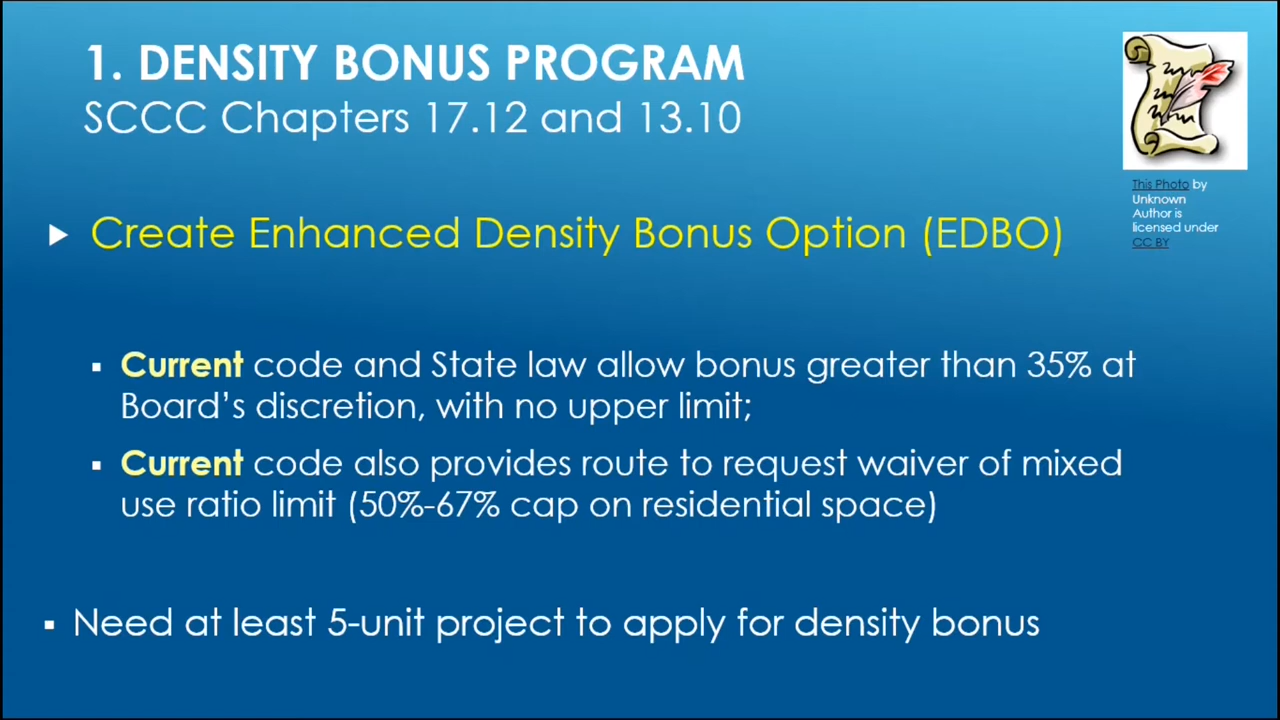 1. DENSITY BONUS PROGRAM
SCCC Chapters 17.12 and 13.10
This Photo by
Unknown
Author is
licensed under
CC BY
Create Enhanced Density Bonus Option (EDBO)
Current code and State law allow bonus greater than 35% at
Board’s discretion, with no upper limit;
Current code also provides route to request waiver of mixed
use ratio limit (50%-67% cap on residential space)
Need at least 5-unit project to apply for density bonus